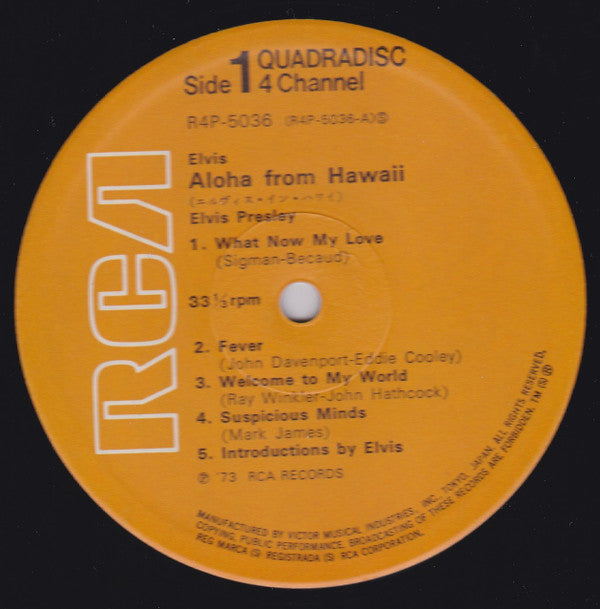 RCA
Side 1 QUADRADISC
4 Channel
R4P-5036 (R4P-5036-A)Ⓢ
Elvis
Aloha from Hawaii
(エルヴィス・イン・ハワイ)
Elvis Presley
1. What Now My Love
(Sigman-Becaud)
33⅓rpm
2. Fever
(John Davenport-Eddie Cooley)
3. Welcome to My World
(Ray Winkler-John Hathcock)
4. Suspicious Minds
(Mark James)
5. Introductions by Elvis
Ⓟ '73 RCA RECORDS
MANUFACTURED BY VICTOR MUSICAL INDUSTRIES, INC., TOKYO, JAPAN. ALL RIGHTS RESERVED,
COPYING, PUBLIC PERFORMANCE, BROADCASTING OF THESE RECORDS ARE FORBIDDEN. TM (S) Ⓡ
REG MARCA (S) REGISTRADA (S) RCA CORPORATION.